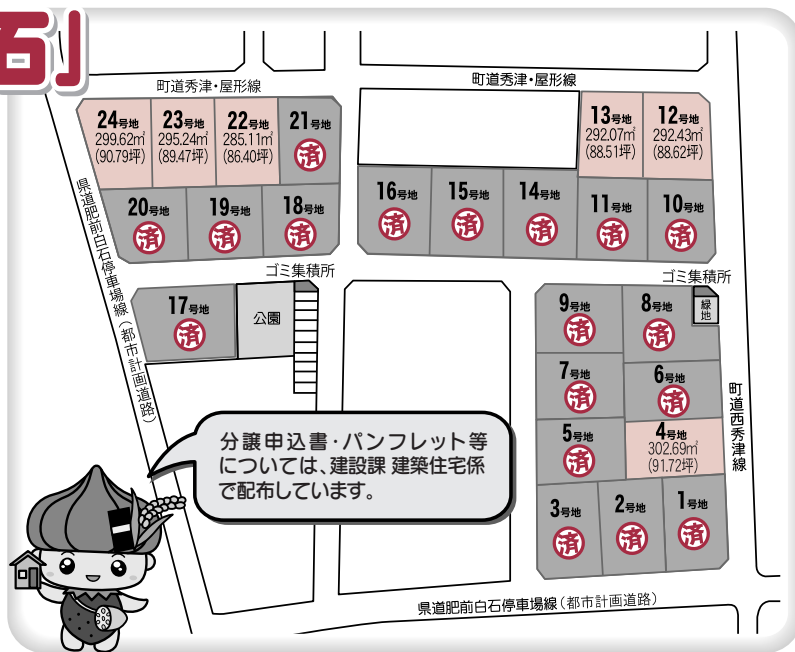 石」
町道秀津・屋形線
町道秀津・屋形線
24号地
299.62㎡
(90.79坪)
23号地
295.24㎡
(89.47坪)
22号地
285.11㎡
(86.40坪)
21号地
済
13号地
292.07㎡
(88.51坪)
12号地
292.43㎡
(88.62坪)
20号地
済
19号地
済
18号地
済
16号地
済
15号地
済
14号地
済
11号地
済
10号地
済
県道肥前白石停車場線(都市計画道路)
ゴミ集積所
ゴミ集積所
17号地
済
公園
9号地
済
8号地
済
緑地
7号地
済
6号地
済
町道西秀津線
5号地
済
4号地
302.69㎡
(91.72坪)
3号地
済
2号地
済
1号地
済
分譲申込書・パンフレット等
については、建設課 建築住宅係
で配布しています。
県道肥前白石停車場線(都市計画道路)